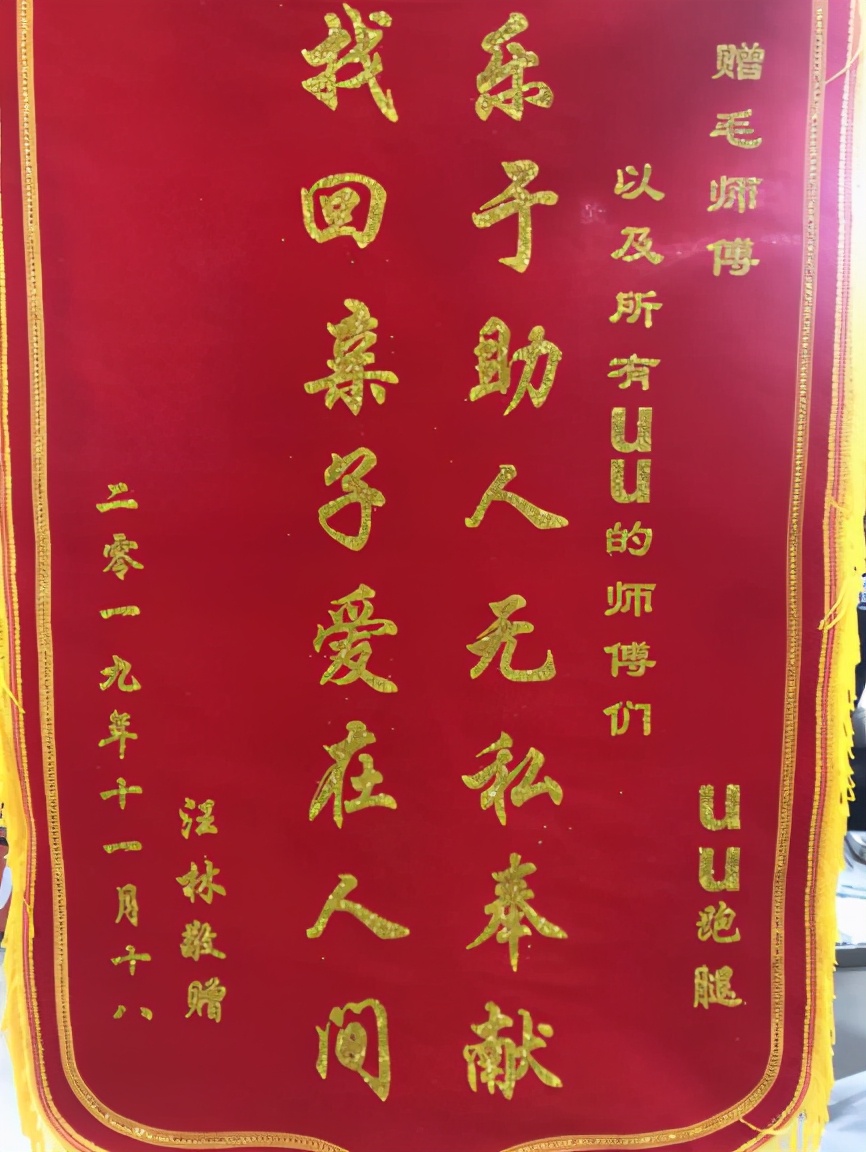 赠毛师傅
UU跑腿
以及所有UU的师傅们
乐于助人无私奉献
找回亲子爱在人间
汪林敬赠
二零一九年十一月十八